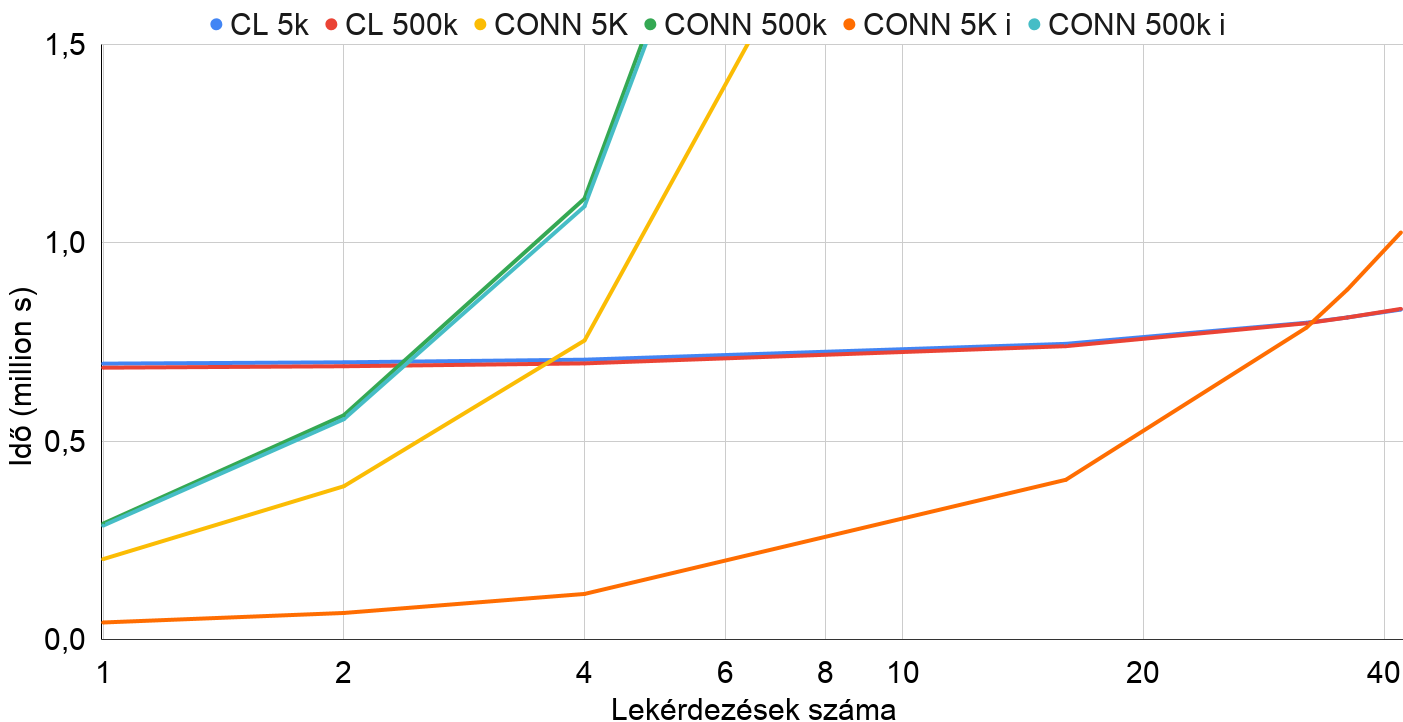 CL 5k CL 500k CONN 5K CONN 500k CONN 5K i CONN 500k i
1,5
1,0
0,5
0,0
Idő (million s)
1 2 4 6 8 10 20 40
Lekérdezések száma